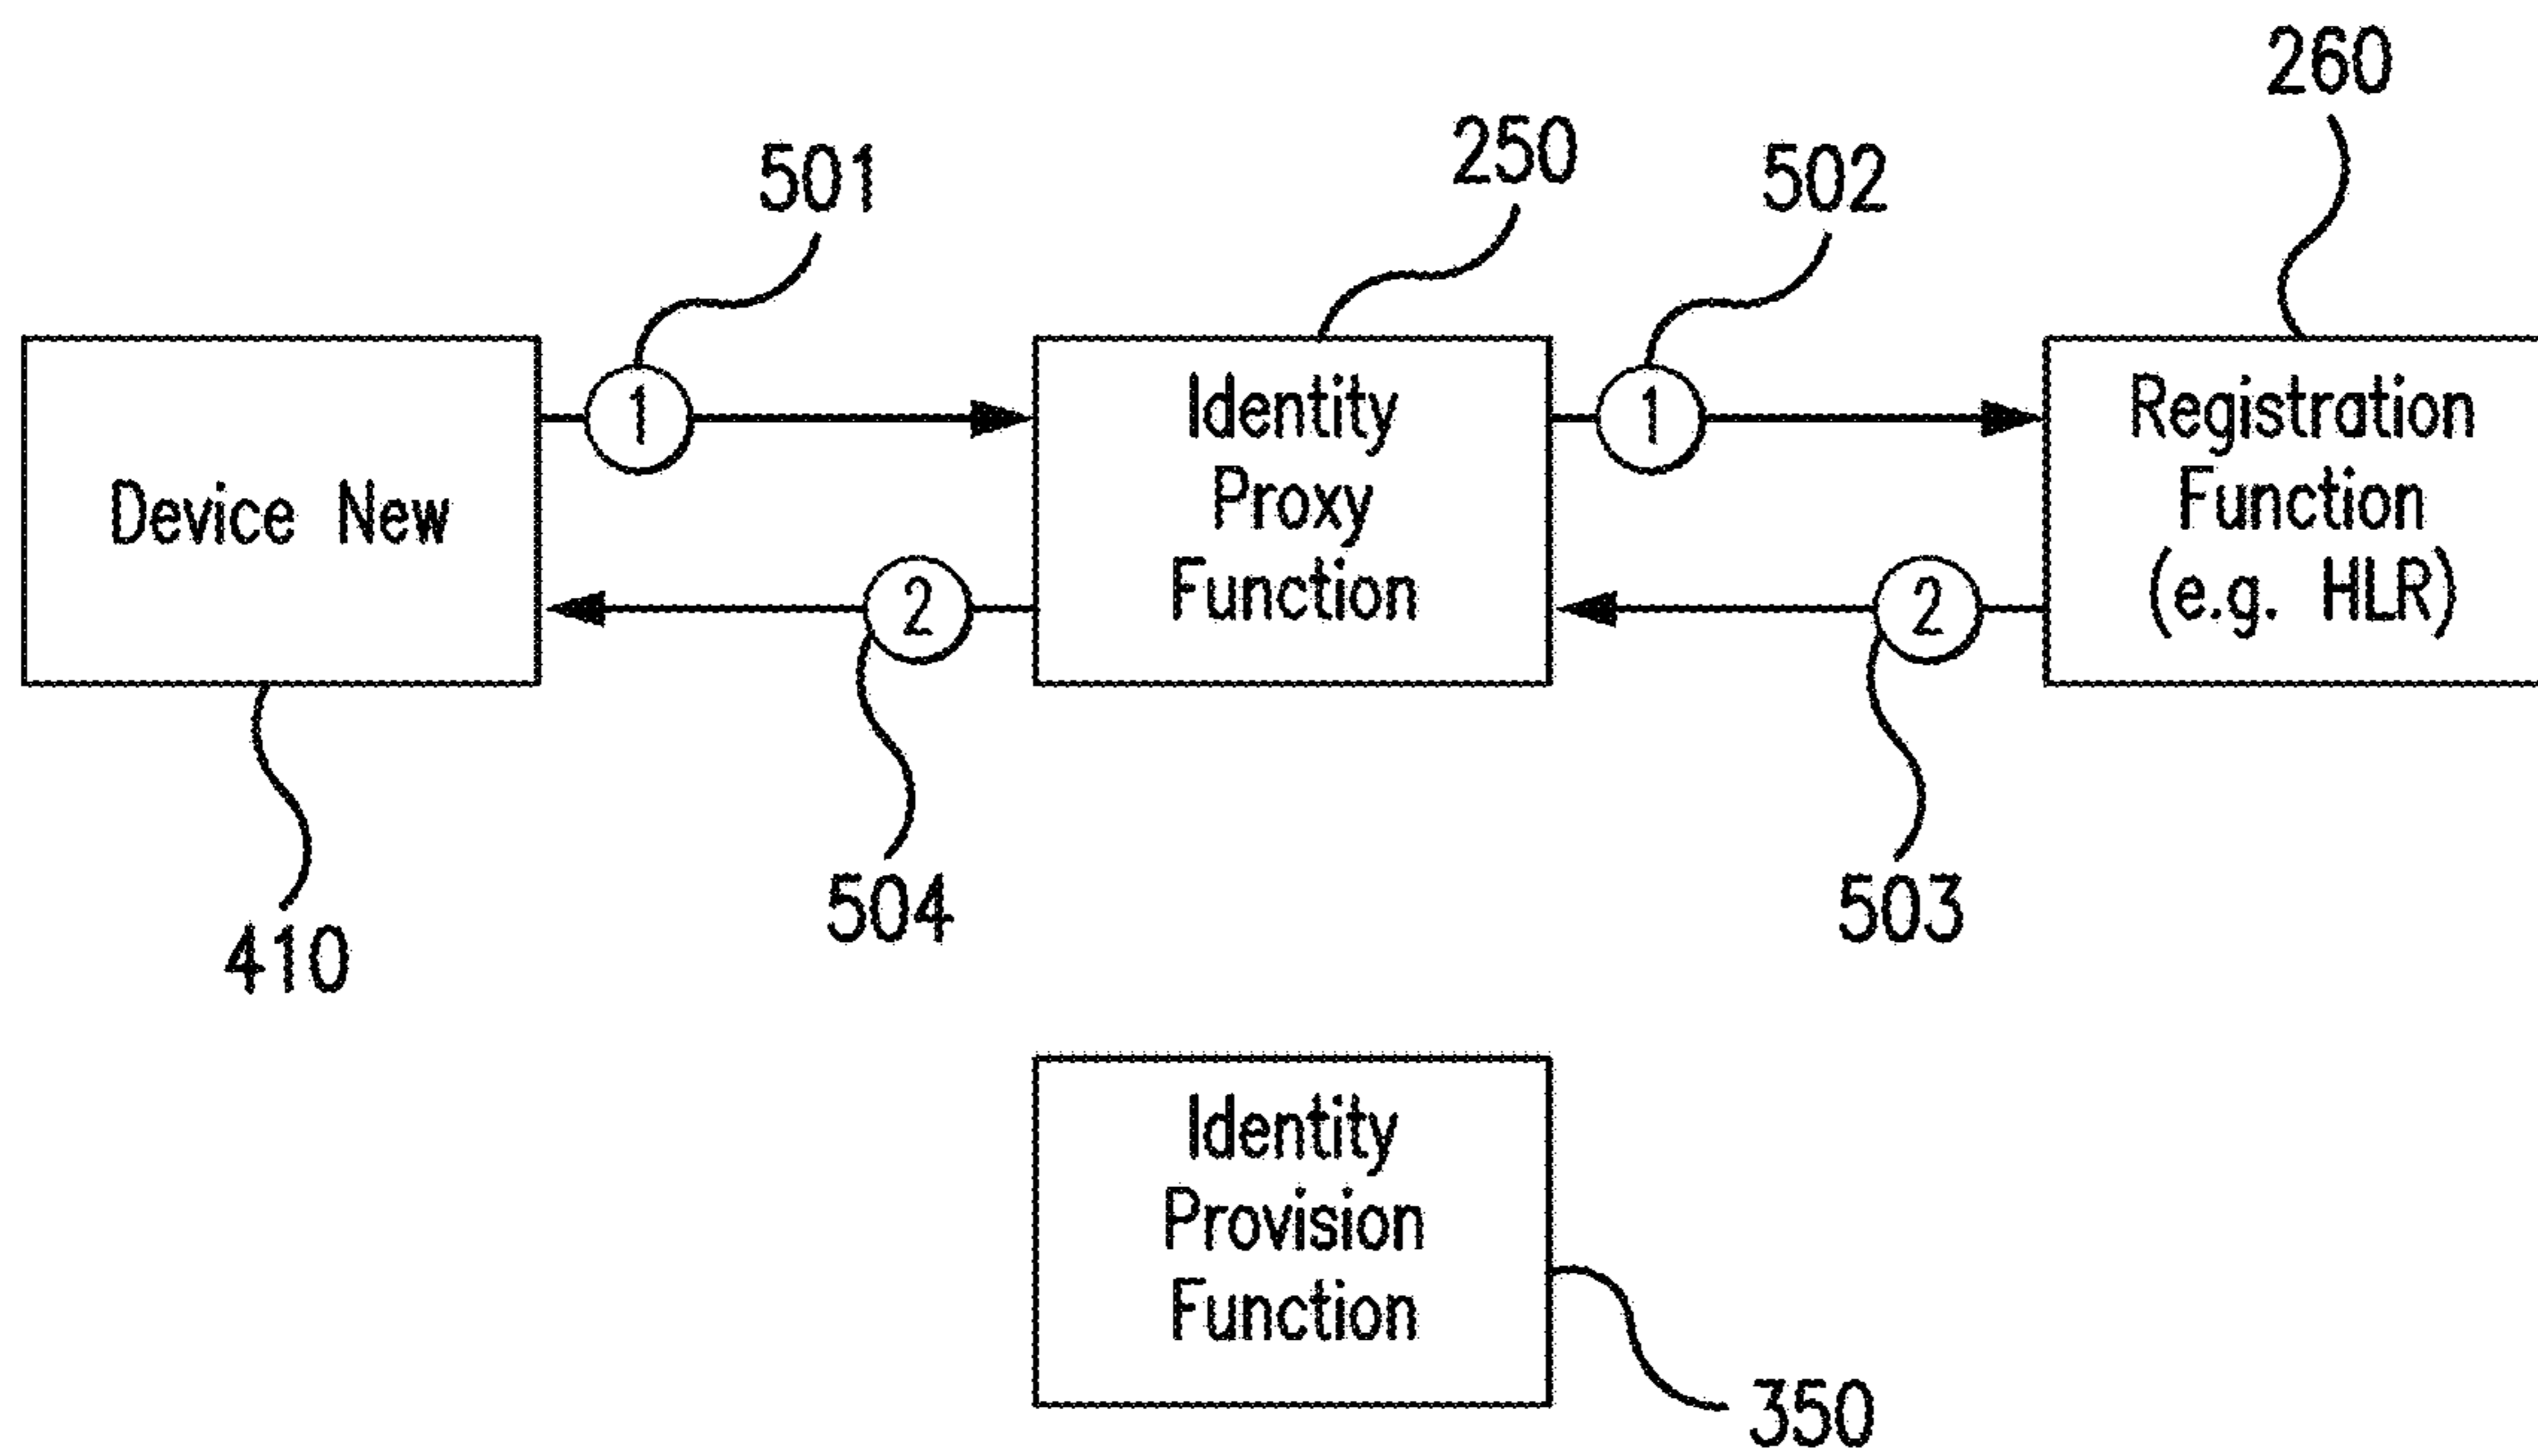 260
250
501
502
1
1
Device New
Identity
Proxy
Function
Registration
Function
(e.g. HLR)
2
2
504
503
410
Identity
Provision
Function
350